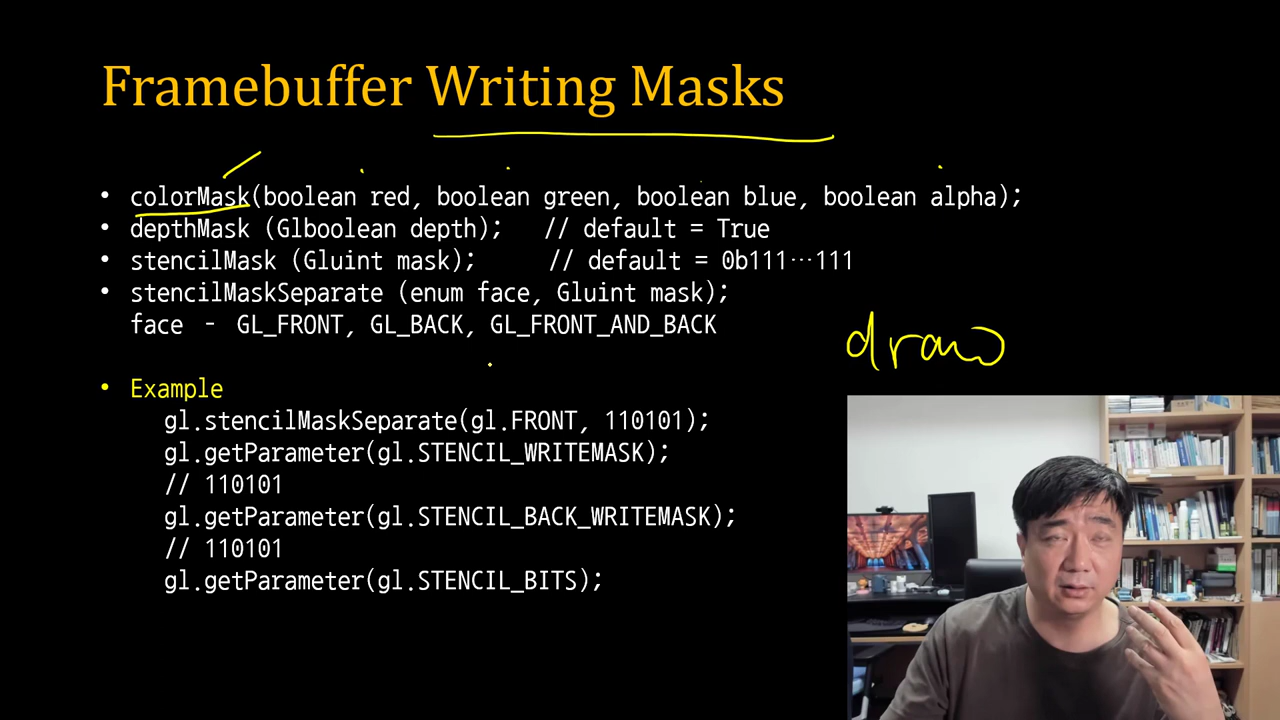 Framebuffer Writing Masks
• colorMask(boolean red, boolean green, boolean blue, boolean alpha);
• depthMask (Glboolean depth); // default = True
• stencilMask (Gluint mask); // default = 0b111···111
• stencilMaskSeparate (enum face, Gluint mask);
face - GL_FRONT, GL_BACK, GL_FRONT_AND_BACK
draw
• Example
gl.stencilMaskSeparate(gl.FRONT, 110101);
gl.getParameter(gl.STENCIL_WRITEMASK);
// 110101
gl.getParameter(gl.STENCIL_BACK_WRITEMASK);
// 110101
gl.getParameter(gl.STENCIL_BITS);